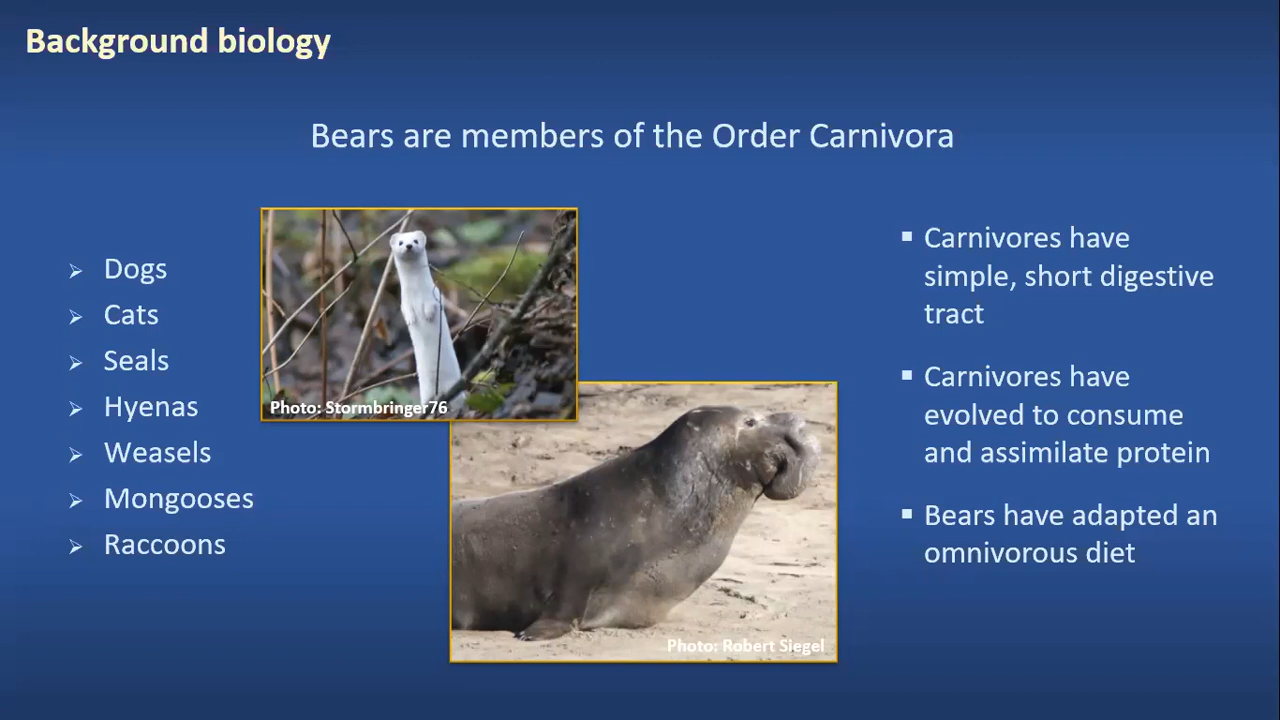 Background biology
Bears are members of the Order Carnivora
Dogs
Cats
Seals
Hyenas
Weasels
Mongooses
Raccoons
Photo: Stormbringer76
Photo: Robert Siegel
Carnivores have
simple, short digestive
tract
Carnivores have
evolved to consume
and assimilate protein
Bears have adapted an
omnivorous diet